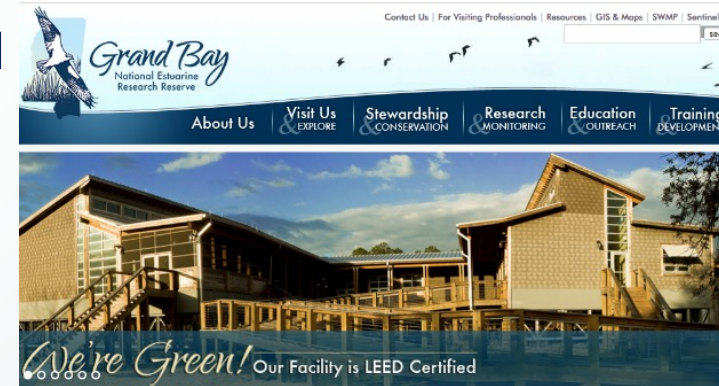 Contact Us | For Visiting Professionals | Resources | GIS & Maps | SWMP | Sentinel
Grand Bay
National Estuarine
Research Reserve
About Us
Visit Us
& EXPLORE
Stewardship
& CONSERVATION
Research
& MONITORING
Education
& OUTREACH
Training
DEVELOPMENT
We're Green! Our Facility is LEED Certified